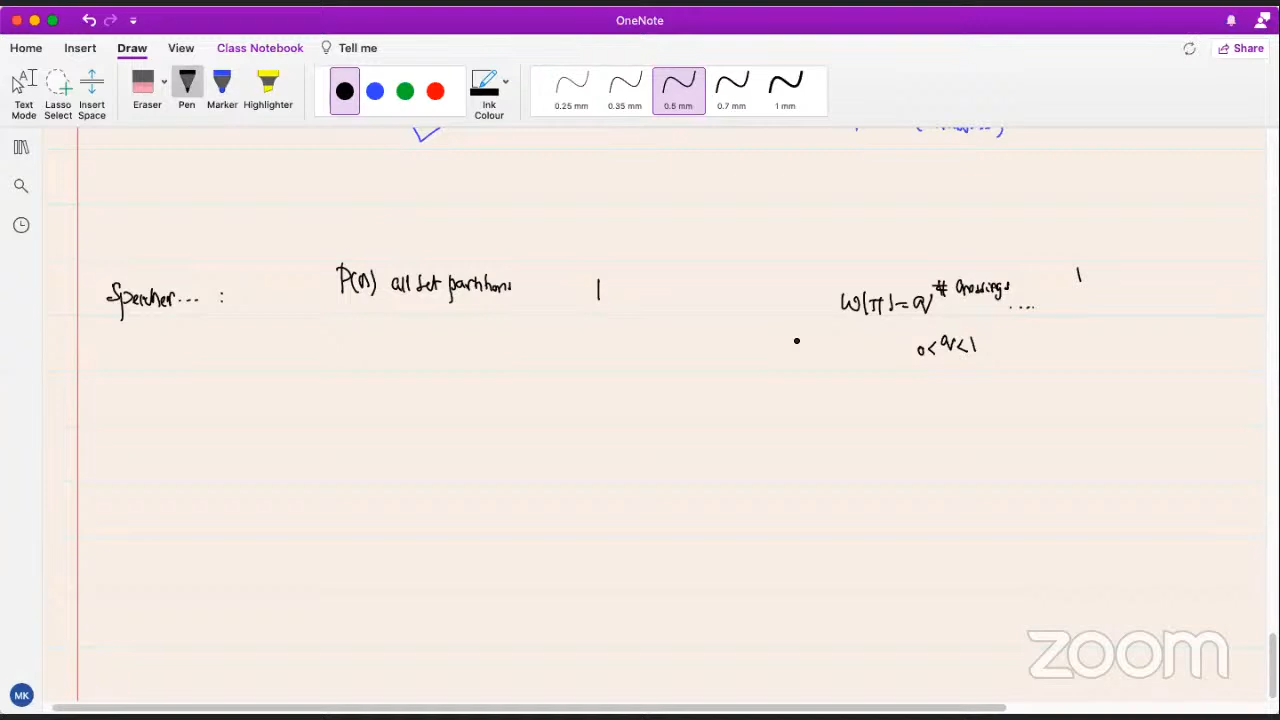 OneNote
Home Insert Draw View Class Notebook Tell me Share
Text Mode Lasso Select Insert Space Eraser Pen Marker Highlighter Ink Colour 0.25 mm 0.35 mm 0.5 mm 0.7 mm 1 mm
Speicher... : P(n) all set partitions | W(π) = q^# crossings .... |
0<q<1
zoom
MK